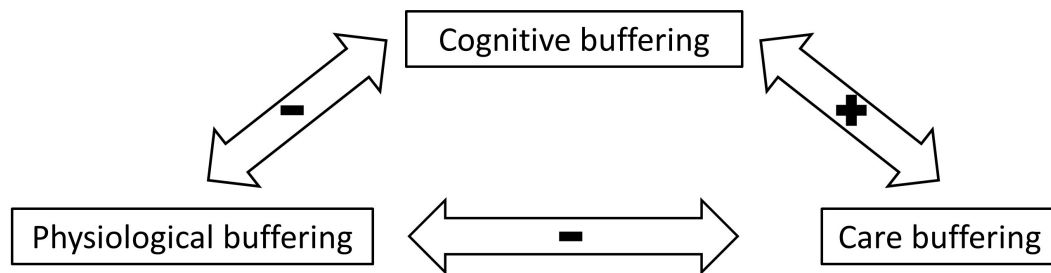 Cognitive buffering
-
+
Physiological buffering
-
Care buffering